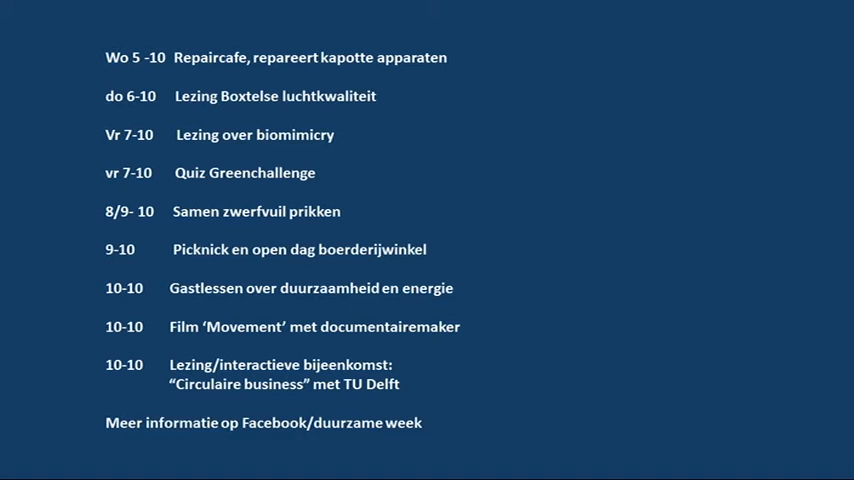 Wo 5 -10 Repaircafe, repareert kapotte apparaten
do 6-10 Lezing Boxtelse luchtkwaliteit
Vr 7-10 Lezing over biomimicry
vr 7-10 Quiz Greenchallenge
8/9- 10 Samen zwerfvuil prikken
9-10 Picknick en open dag boerderijwinkel
10-10 Gastlessen over duurzaamheid en energie
10-10 Film ‘Movement’ met documentairemaker
10-10 Lezing/interactieve bijeenkomst:
“Circulaire business” met TU Delft
Meer informatie op Facebook/duurzame week